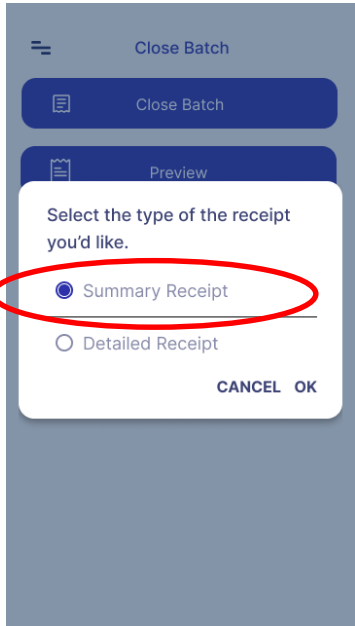 Close Batch
Close Batch
Preview
Select the type of the receipt
you'd like.
Summary Receipt
Detailed Receipt
CANCEL OK